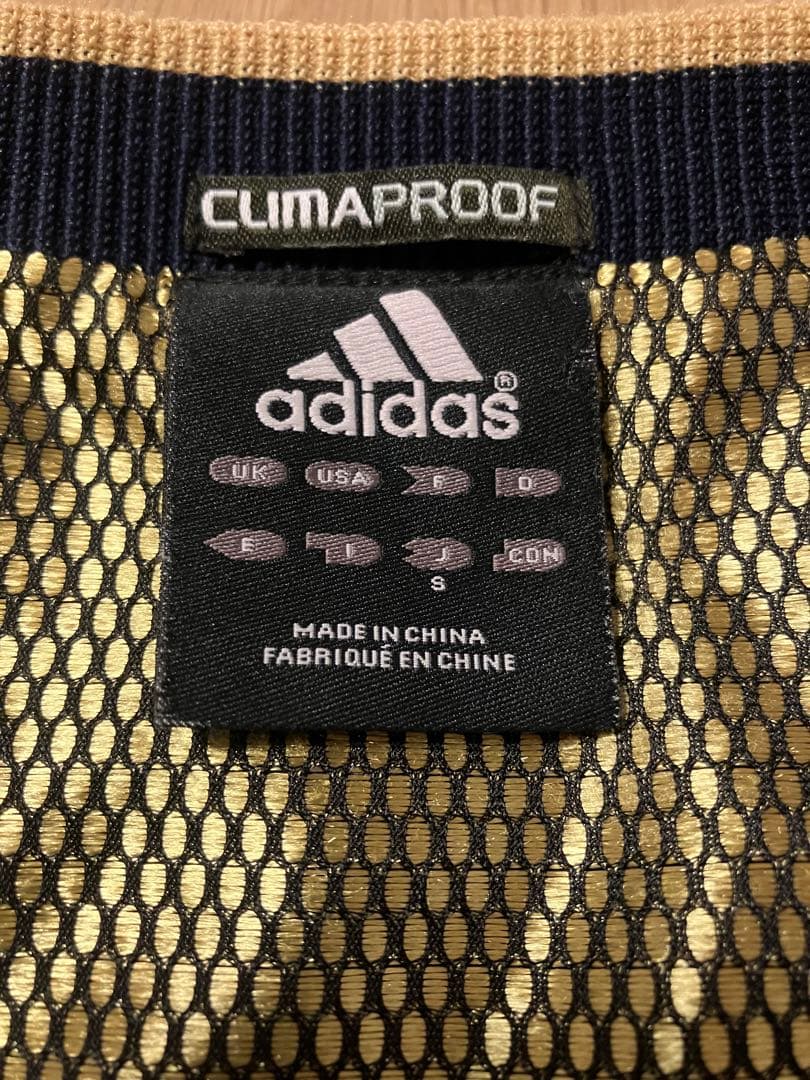 CLIMAPROOF
adidas®
UK USA F D
E I J CON
S
MADE IN CHINA
FABRIQUÉ EN CHINE